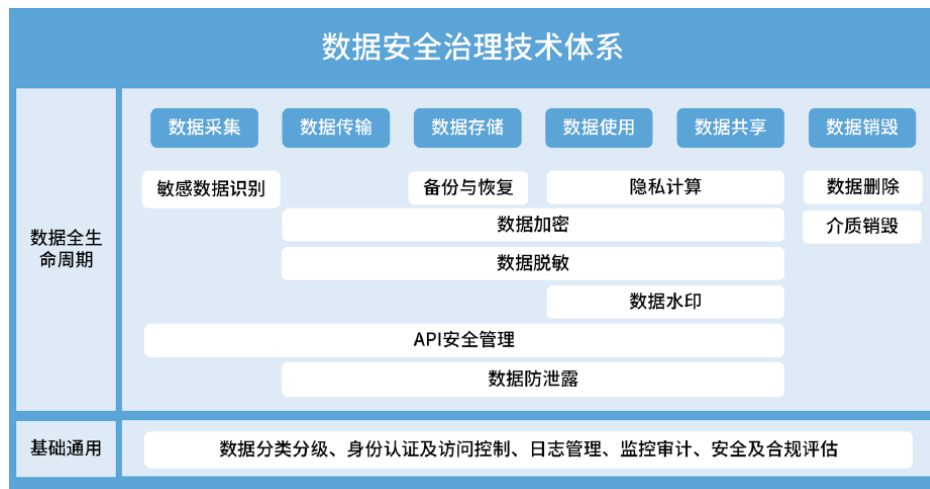 数据安全治理技术体系
数据采集
数据传输
数据存储
数据使用
数据共享
数据销毁
数据全生
命周期
敏感数据识别
备份与恢复
隐私计算
数据删除
数据加密
介质销毁
数据脱敏
数据水印
API安全管理
数据防泄露
基础通用
数据分类分级、身份认证及访问控制、日志管理、监控审计、安全及合规评估